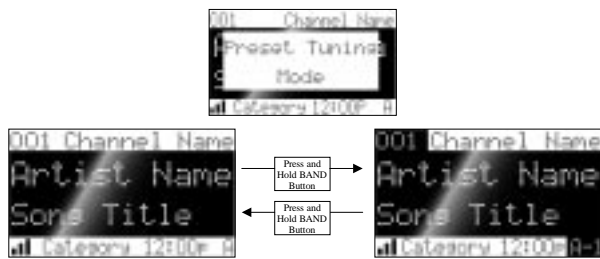 001 Channel Name
Preset Tuning
Mode
Category 12:00P A
001 Channel Name
Artist Name
Song Title
Category 12:00P A
Press and
Hold BAND
Button
Press and
Hold BAND
Button
001 Channel Name
Artist Name
Song Title
Category 12:00P A-1